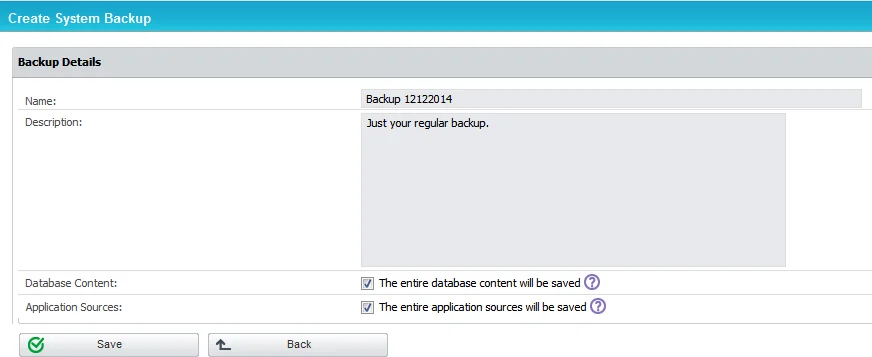 Create System Backup
Backup Details
Name: Backup 12122014
Description: Just your regular backup.
Database Content: The entire database content will be saved ?
Application Sources: The entire application sources will be saved ?
Save Back